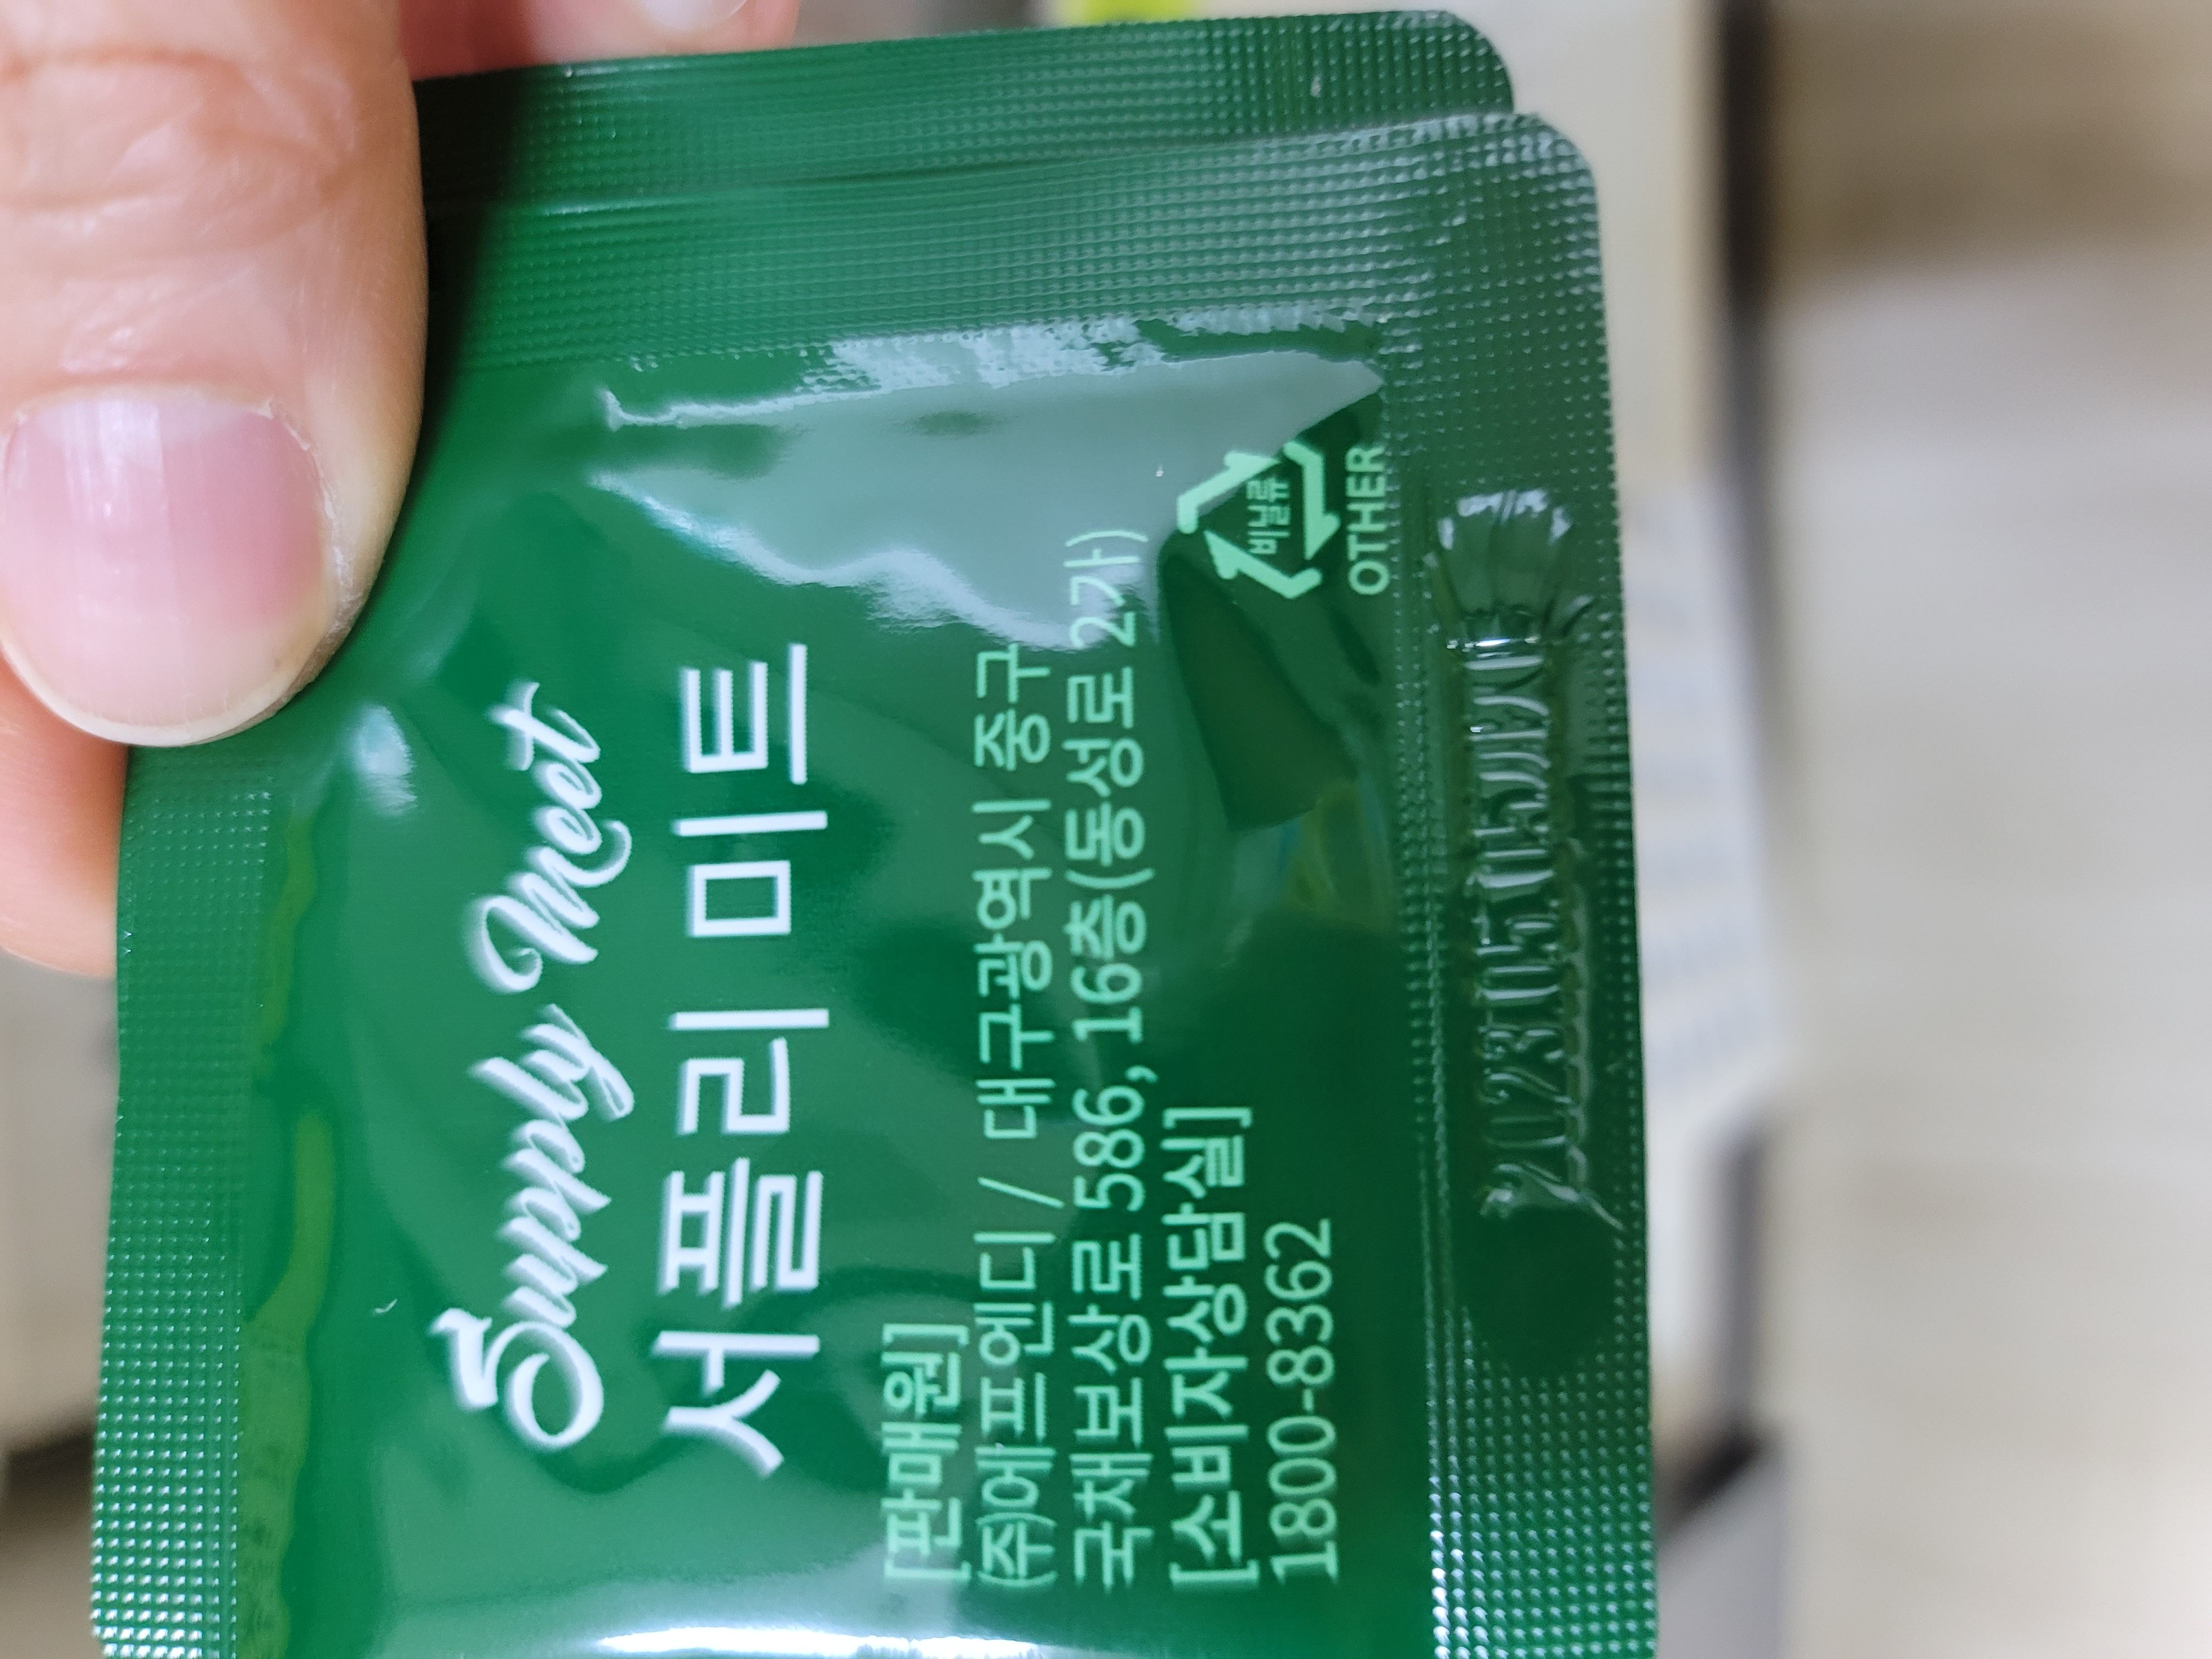 Supply Meet
서플리미트
[판매원]
(주)에프엔디 / 대구광역시 중구
국채보상로 586, 16층(동성로 2가)
[소비자상담실]
1800-8362
비닐류
OTHER